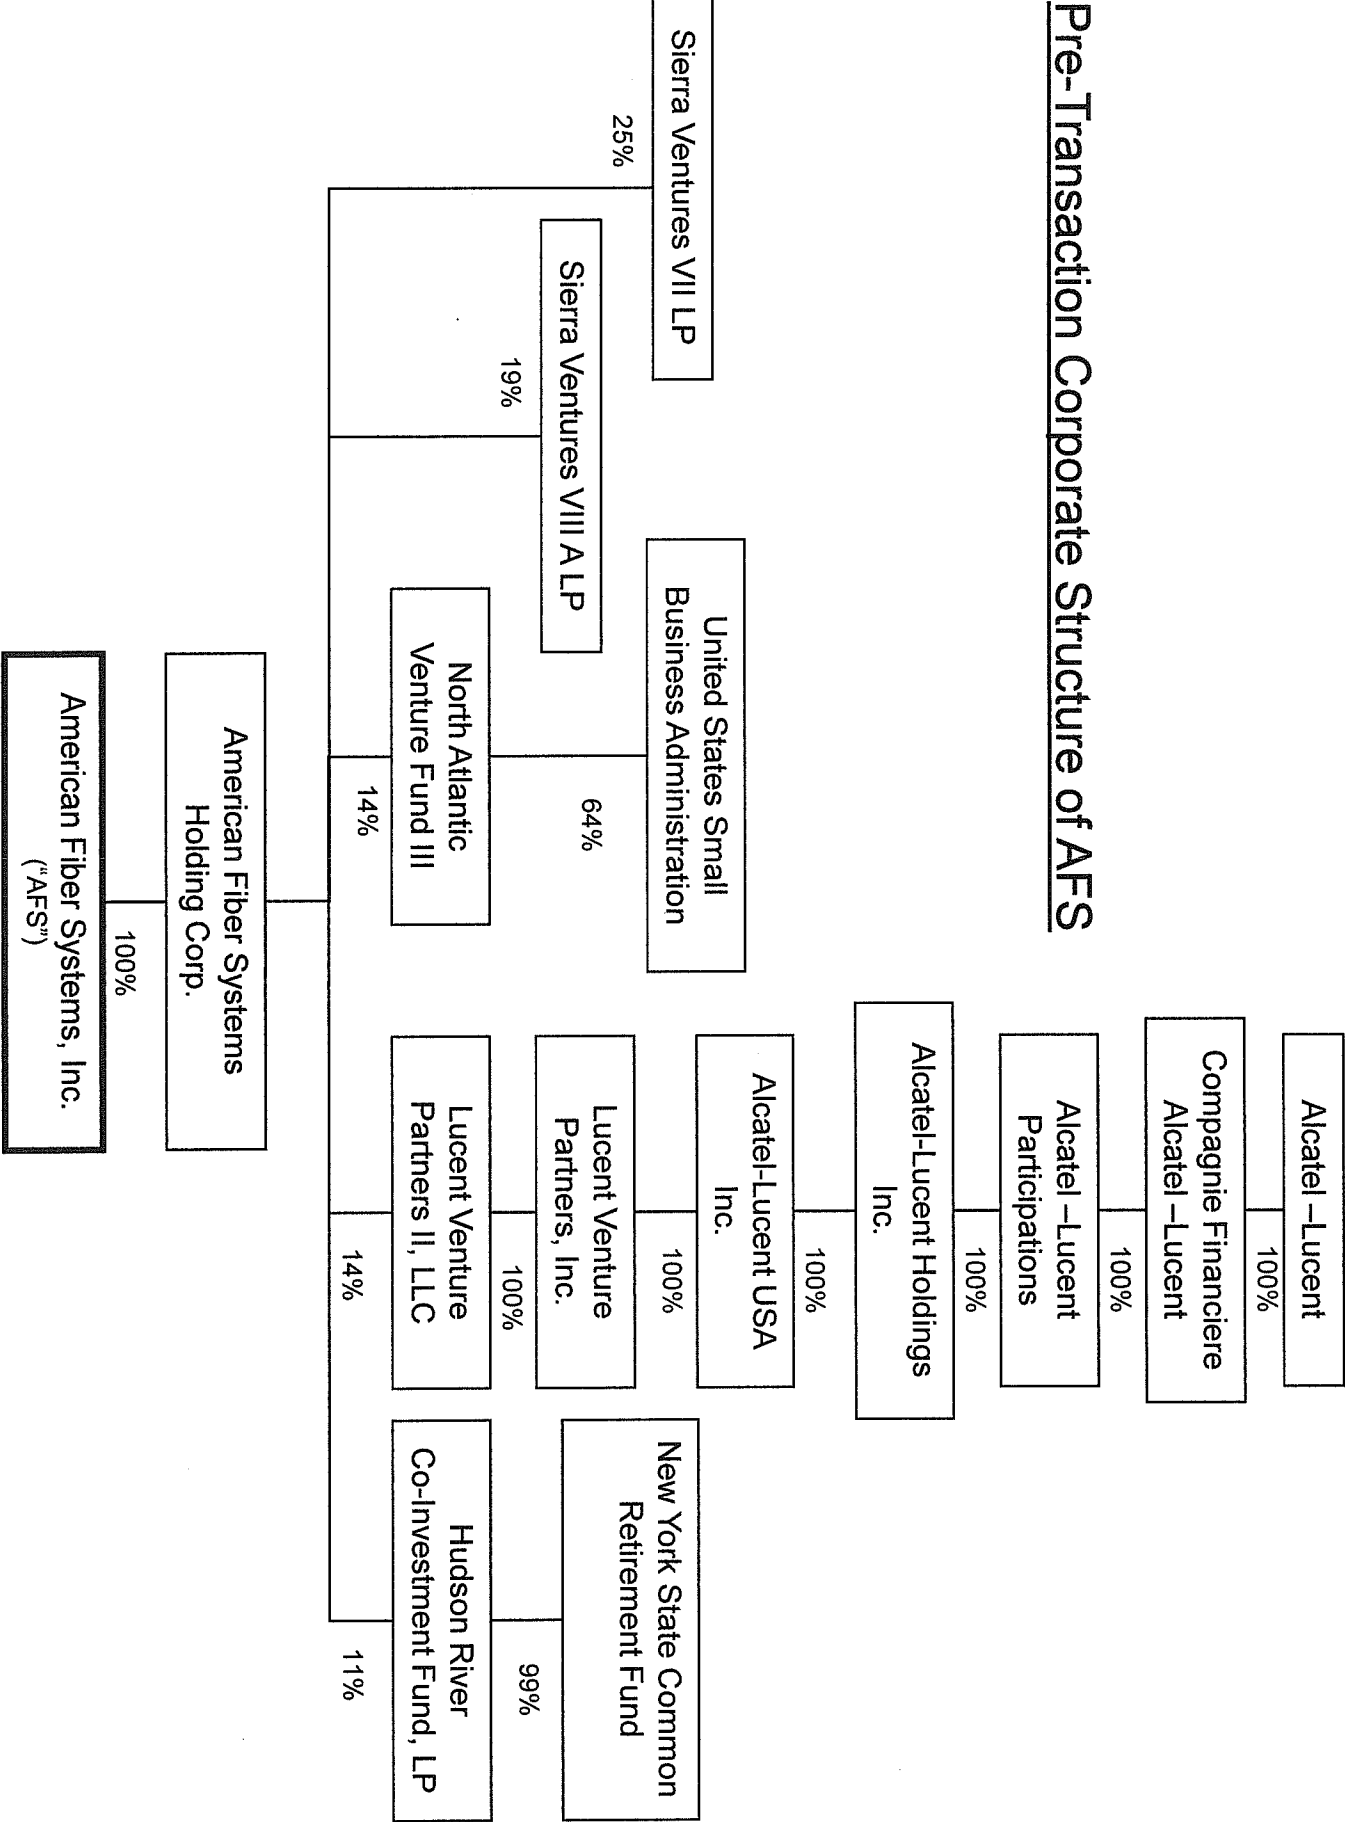 Pre-Transaction Corporate Structure of AFS
Alcatel –Lucent
100%
Compagnie Financiere
Alcatel –Lucent
100%
Alcatel –Lucent
Participations
100%
Alcatel-Lucent Holdings
Inc.
100%
Alcatel-Lucent USA
Inc.
100%
Lucent Venture
Partners, Inc.
100%
Lucent Venture
Partners II, LLC
14%
Sierra Ventures VII LP
25%
Sierra Ventures VIII A LP
19%
United States Small
Business Administration
64%
North Atlantic
Venture Fund III
14%
New York State Common
Retirement Fund
99%
Hudson River
Co-Investment Fund, LP
11%
American Fiber Systems
Holding Corp.
100%
American Fiber Systems, Inc.
(“AFS”)